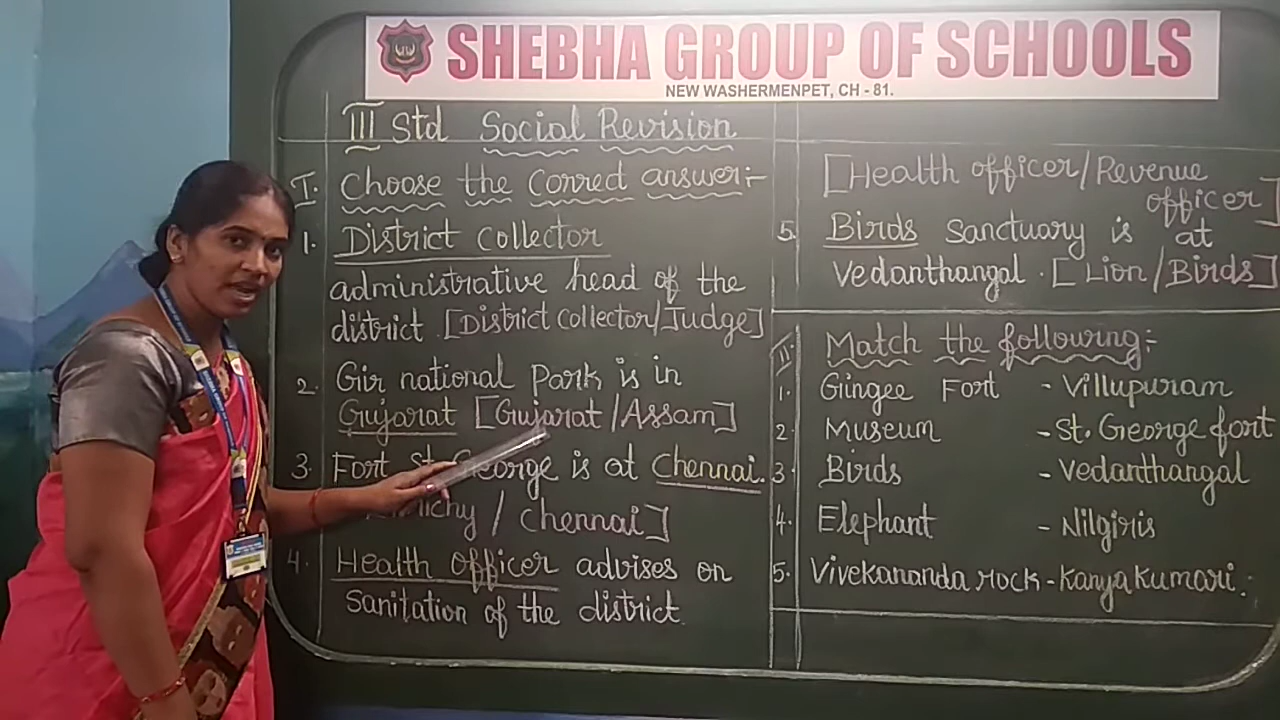 SHEBHA GROUP OF SCHOOLS
NEW WASHERMENPET, CH - 81.
III Std Social Revision
I. Choose the Correct answer:-
1. District Collector
administrative head of the
district. [District Collector/Judge]
2. Gir national Park is in
Gujarat [Gujarat / Assam]
3. Fort St. George is at Chennai.
/ Chennai]
4. Health officer advises on
Sanitation of the district.
[Health officer / Revenue
officer]
5. Birds Sanctuary is at
Vedanthangal. [Lion / Birds]
II. Match the following:-
1. Gingee Fort - Villupuram
2. Museum - St. George fort
3. Birds - Vedanthangal
4. Elephant - Nilgiris
5. Vivekananda rock - Kanyakumari.